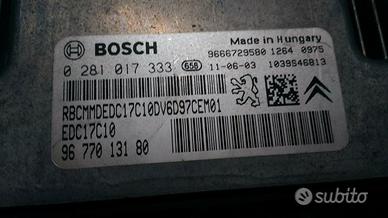 BOSCH
Made in Hungary
9666729580 1264 0975
0 281 017 333 658 11-06-03 1039S46813
RBCMMDEDC17C10DV6D97CEM01
EDC17C10
96 770 131 80
subito